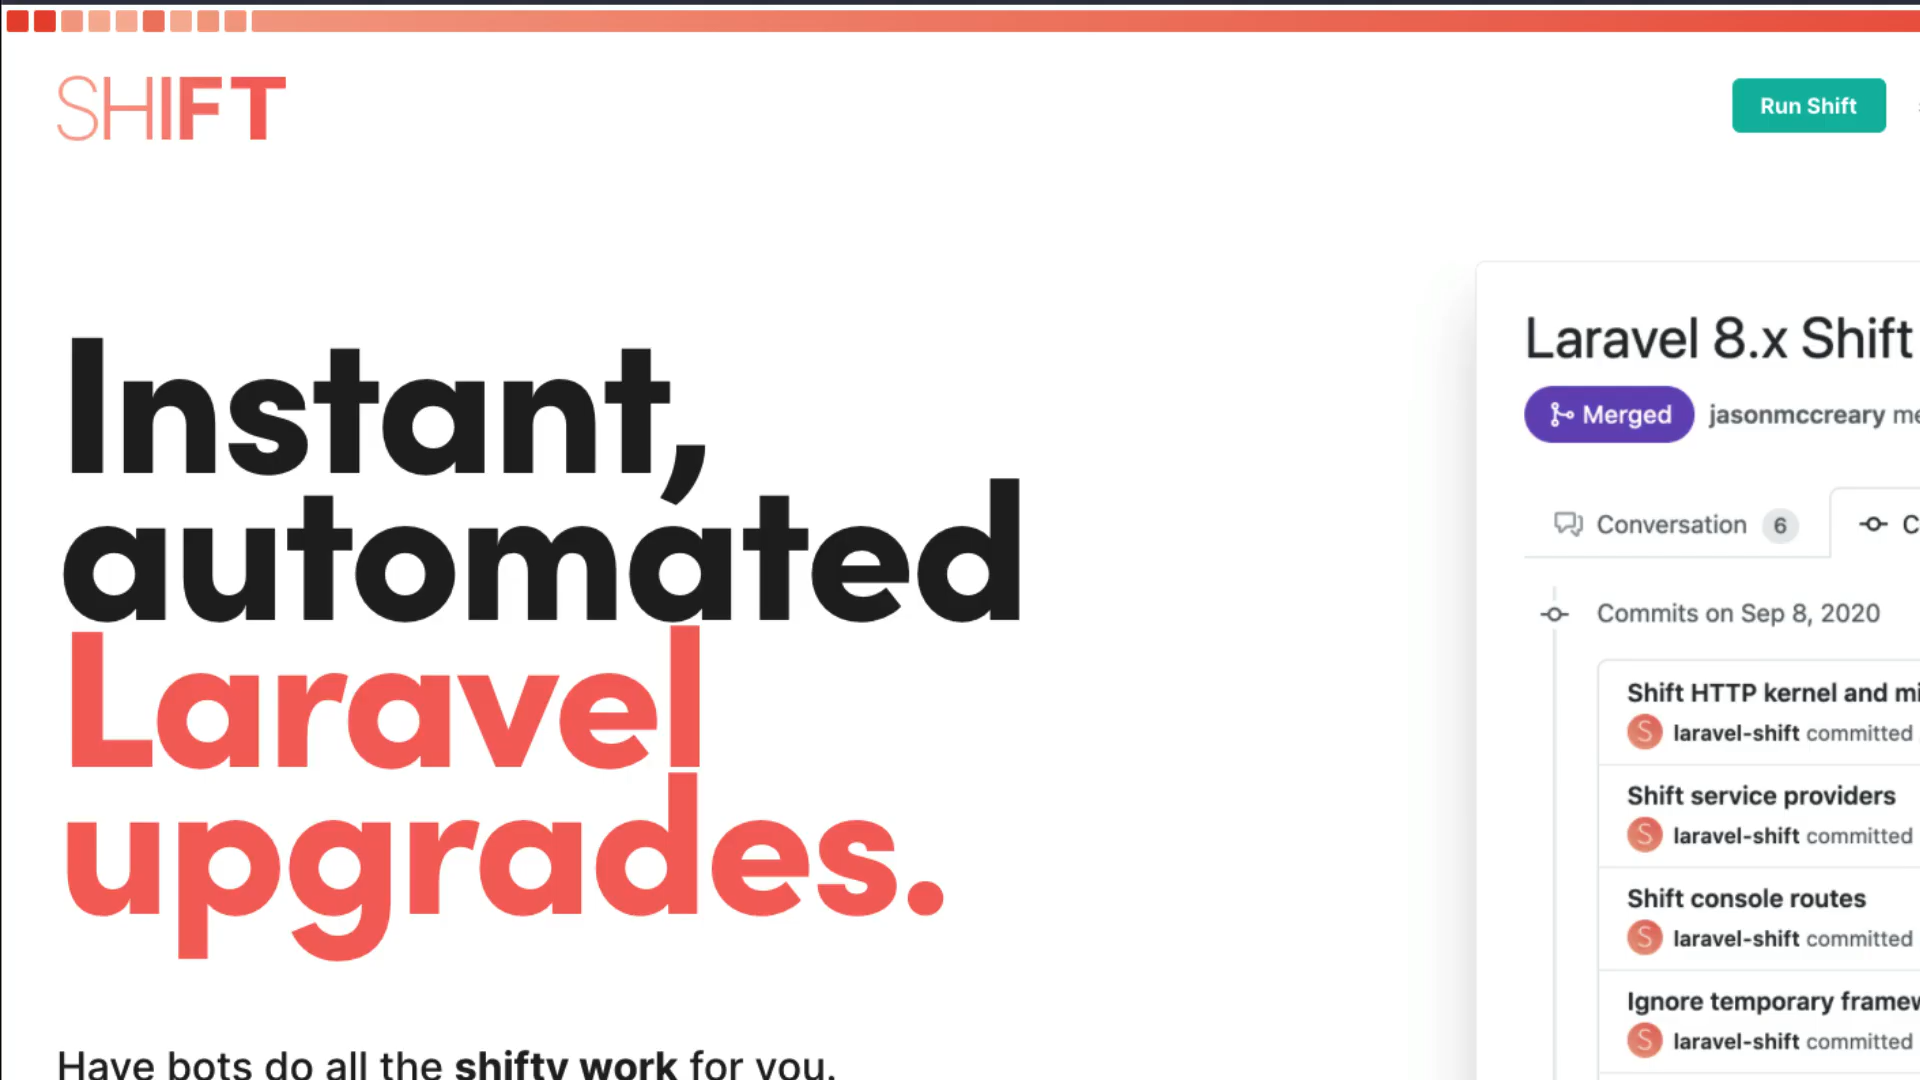 SHIFT
Run Shift
Instant,
automated
Laravel
upgrades.
Have bots do all the shifty work for you.
Laravel 8.x Shift
Merged jasonmccreary
Conversation 6
Commits on Sep 8, 2020
Shift HTTP kernel and
laravel-shift committed
Shift service providers
laravel-shift committed
Shift console routes
laravel-shift committed
Ignore temporary
laravel-shift committed